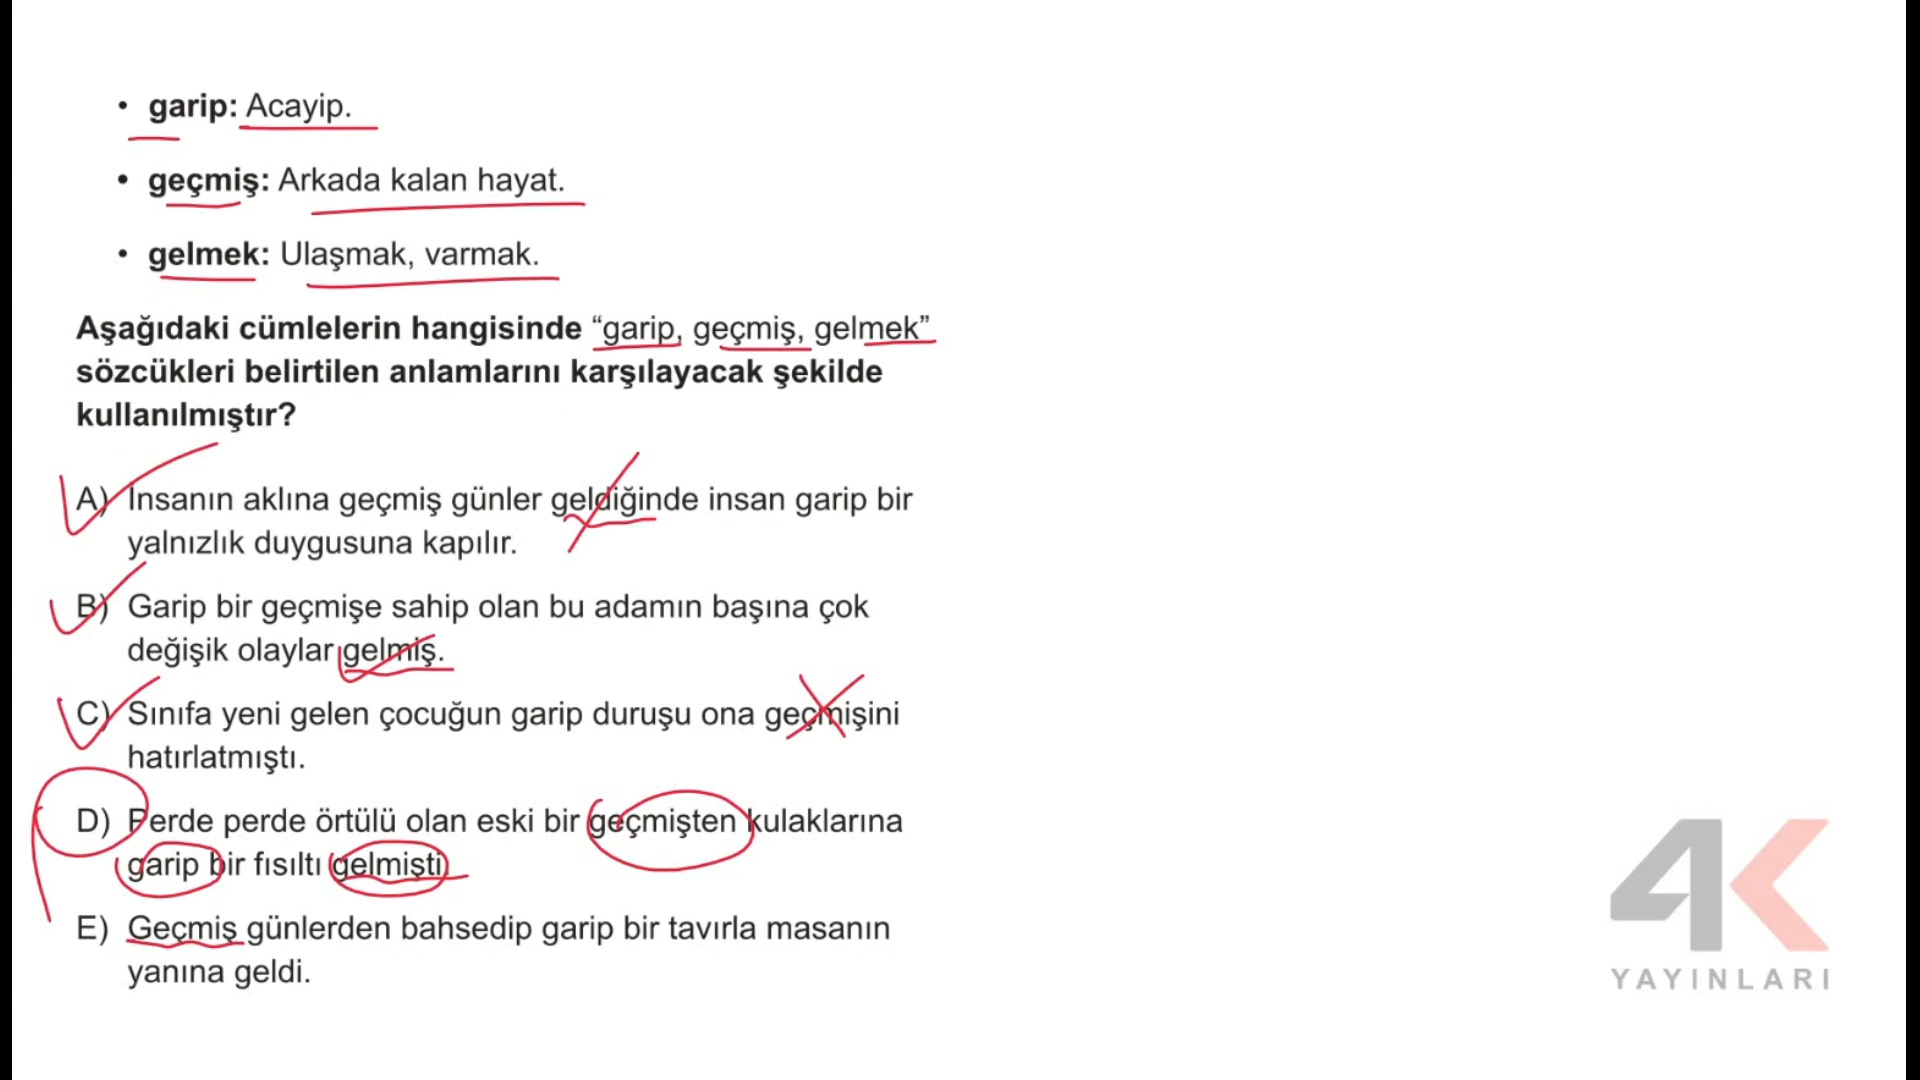 • garip: Acayip.
• geçmiş: Arkada kalan hayat.
• gelmek: Ulaşmak, varmak.
Aşağıdaki cümlelerin hangisinde “garip, geçmiş, gelmek”
sözcükleri belirtilen anlamlarını karşılayacak şekilde
kullanılmıştır?
A) İnsanın aklına geçmiş günler geldiğinde insan garip bir
yalnızlık duygusuna kapılır.
B) Garip bir geçmişe sahip olan bu adamın başına çok
değişik olaylar gelmiş.
C) Sınıfa yeni gelen çocuğun garip duruşu ona geçmişini
hatırlatmıştı.
D) Perde perde örtülü olan eski bir geçmişten kulaklarına
garip bir fısıltı gelmişti.
E) Geçmiş günlerden bahsedip garip bir tavırla masanın
yanına geldi.
4K
YAYINLARI